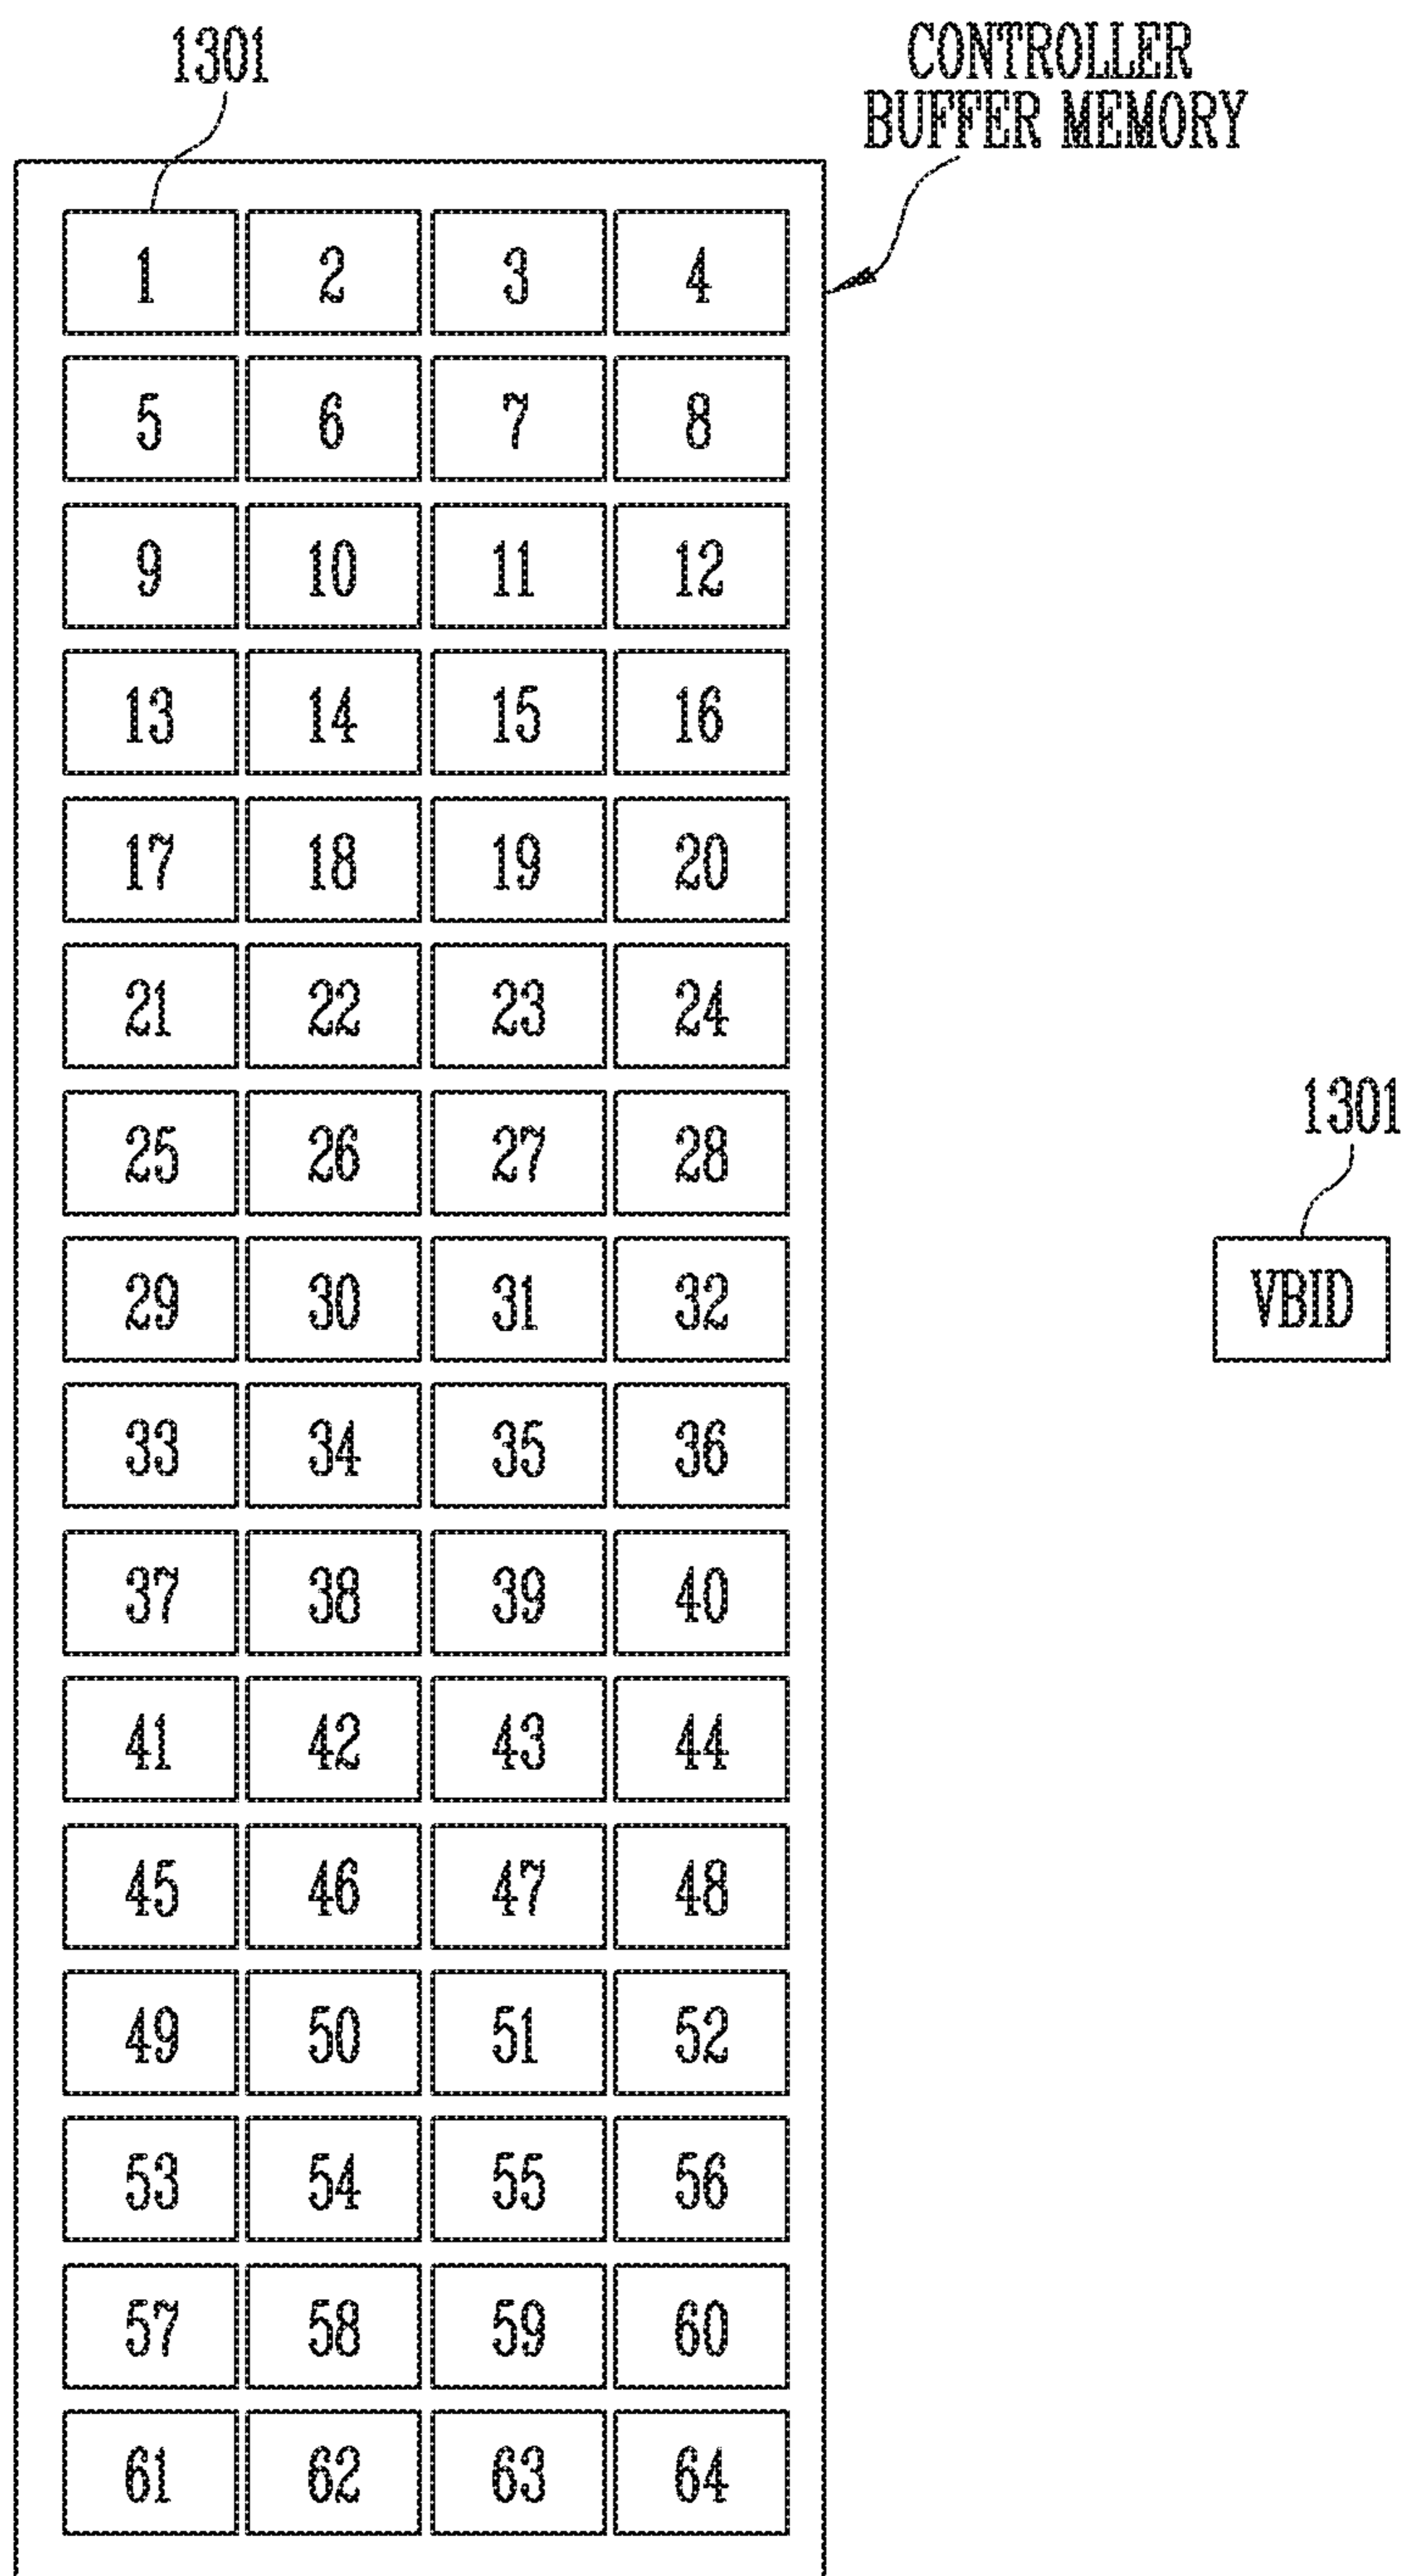 1301
CONTROLLER
BUFFER MEMORY
1 2 3 4
5 6 7 8
9 10 11 12
13 14 15 16
17 18 19 20
21 22 23 24
25 26 27 28
1301
29 30 31 32
VBID
33 34 35 36
37 38 39 40
41 42 43 44
45 46 47 48
49 50 51 52
53 54 55 56
57 58 59 60
61 62 63 64